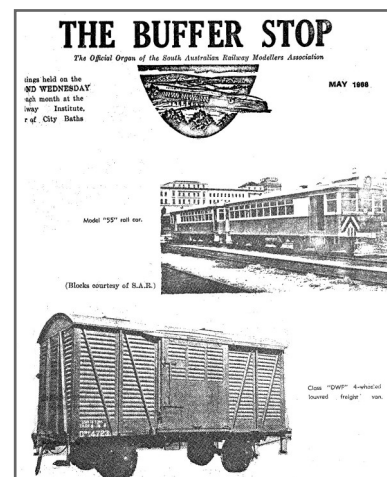 THE BUFFER STOP
The Official Organ of the South Australian Railway Modellers Association
tings held on the
ND WEDNESDAY
ach month at the
lway Institute,
r of City Baths
MAY 1968
Model "55" rail car.
(Blocks courtesy of S.A.R.)
Class "DWF" 4-wheeled
louvred freight van.
14723